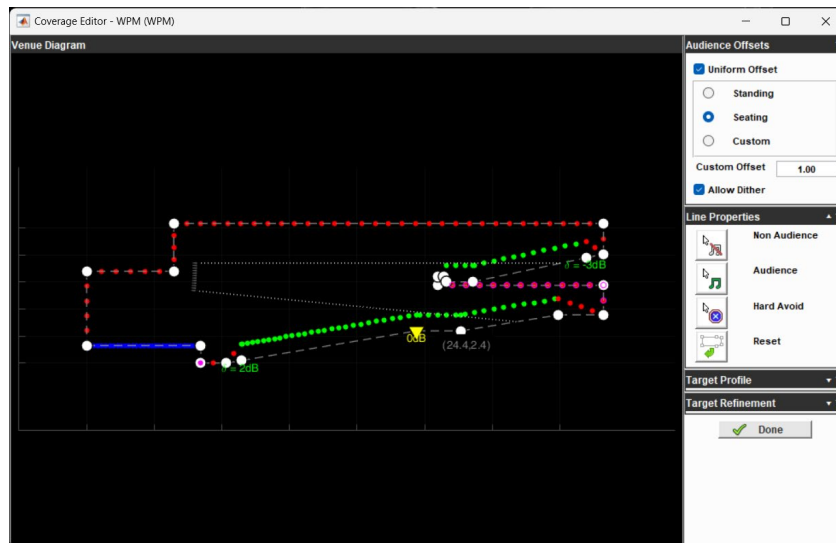 Coverage Editor - WPM (WPM)
Venue Diagram
Audience Offsets
Uniform Offset
Standing
Seating
Custom
Custom Offset 1.00
Allow Dither
Line Properties
Non Audience
Audience
Hard Avoid
Reset
Target Profile
Target Refinement
Done
δ = -3dB
0dB
(24.4,2.4)
δ = 2dB